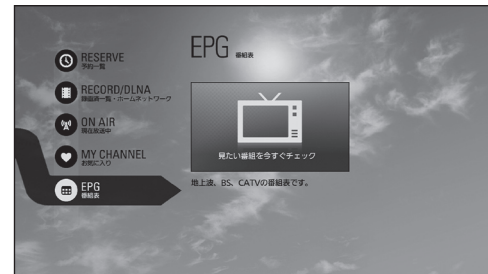 RESERVE
予約一覧
RECORD/DLNA
録画済一覧・ホームネットワーク
ON AIR
現在放送中
MY CHANNEL
お気に入り
EPG
番組表
EPG 番組表
見たい番組を今すぐチェック
地上波、BS、CATVの番組表です。